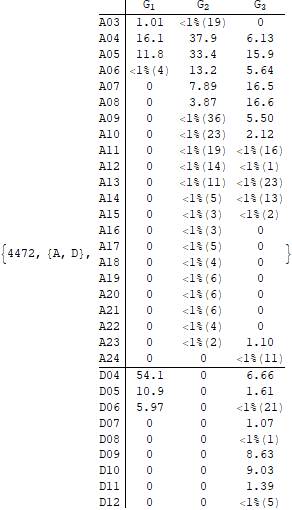 G₁ G₂ G₃
A03 1.01 <1%(19) 0
A04 16.1 37.9 6.13
A05 11.8 33.4 15.9
A06 <1%(4) 13.2 5.64
A07 0 7.89 16.5
A08 0 3.87 16.6
A09 0 <1%(36) 5.50
A10 0 <1%(23) 2.12
A11 0 <1%(19) <1%(16)
A12 0 <1%(14) <1%(1)
A13 0 <1%(11) <1%(23)
A14 0 <1%(5) <1%(13)
A15 0 <1%(3) <1%(2)
A16 0 <1%(3) 0
A17 0 <1%(5) 0
{4472, {A, D}, }
A18 0 <1%(4) 0
A19 0 <1%(6) 0
A20 0 <1%(6) 0
A21 0 <1%(6) 0
A22 0 <1%(4) 0
A23 0 <1%(2) 1.10
A24 0 0 <1%(11)
D04 54.1 0 6.66
D05 10.9 0 1.61
D06 5.97 0 <1%(21)
D07 0 0 1.07
D08 0 0 <1%(1)
D09 0 0 8.63
D10 0 0 9.03
D11 0 0 1.39
D12 0 0 <1%(5)